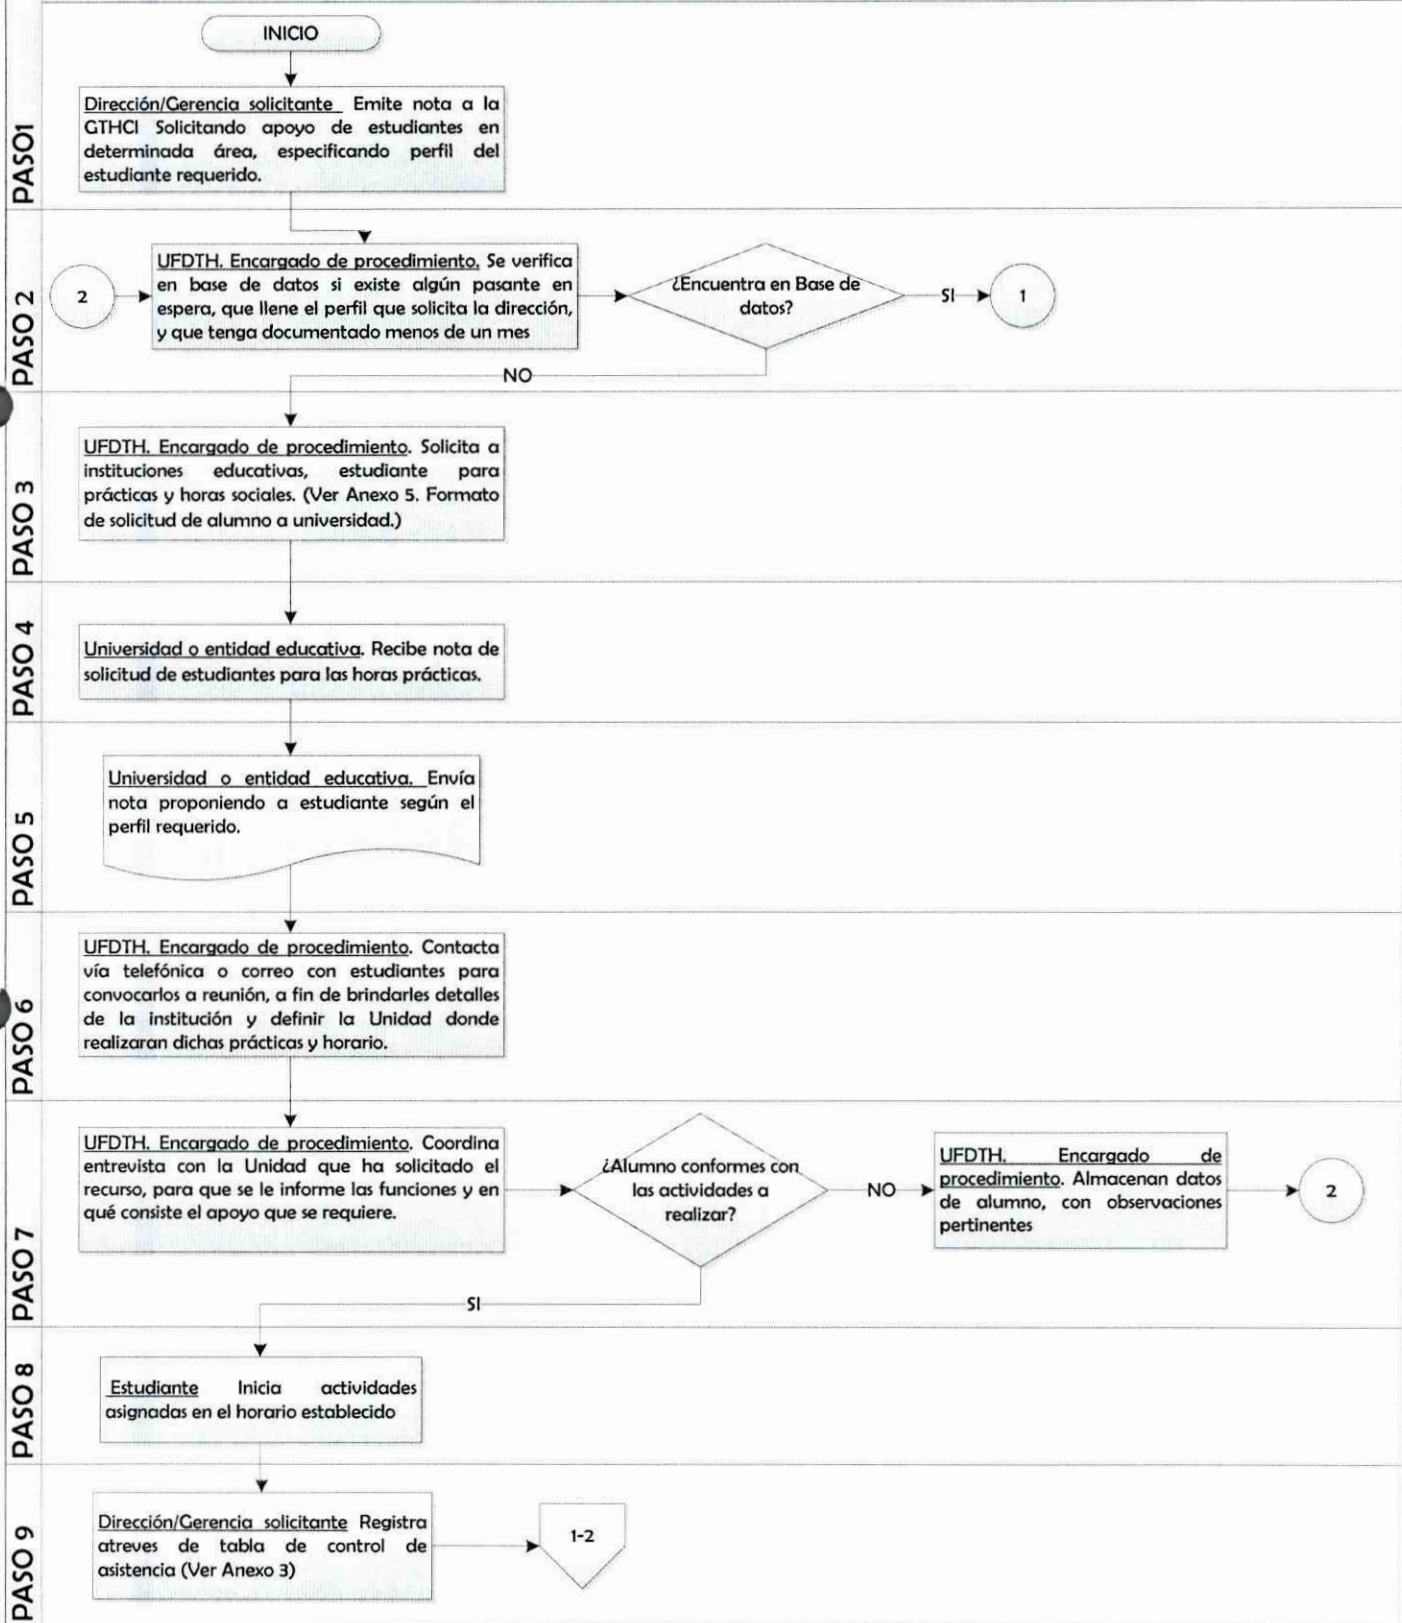 INICIO
PASO1
Dirección/Gerencia solicitante Emite nota a la
GTHCI Solicitando apoyo de estudiantes en
determinada área, especificando perfil del
estudiante requerido.
PASO 2
2
UFDTH. Encargado de procedimiento. Se verifica
en base de datos si existe algún pasante en
espera, que llene el perfil que solicita la dirección,
y que tenga documentado menos de un mes
¿Encuentra en Base de
datos?
SI
1
NO
PASO 3
UFDTH. Encargado de procedimiento. Solicita a
instituciones educativas, estudiante para
prácticas y horas sociales. (Ver Anexo 5. Formato
de solicitud de alumno a universidad.)
PASO 4
Universidad o entidad educativa. Recibe nota de
solicitud de estudiantes para las horas prácticas.
PASO 5
Universidad o entidad educativa. Envía
nota proponiendo a estudiante según el
perfil requerido.
PASO 6
UFDTH. Encargado de procedimiento. Contacta
vía telefónica o correo con estudiantes para
convocarlos a reunión, a fin de brindarles detalles
de la institución y definir la Unidad donde
realizaran dichas prácticas y horario.
PASO 7
UFDTH. Encargado de procedimiento. Coordina
entrevista con la Unidad que ha solicitado el
recurso, para que se le informe las funciones y en
qué consiste el apoyo que se requiere.
¿Alumno conformes con
las actividades a
realizar?
NO
UFDTH. Encargado de
procedimiento. Almacenan datos
de alumno, con observaciones
pertinentes
2
SI
PASO 8
Estudiante Inicia actividades
asignadas en el horario establecido
PASO 9
Dirección/Gerencia solicitante Registra
atreves de tabla de control de
asistencia (Ver Anexo 3)
1-2